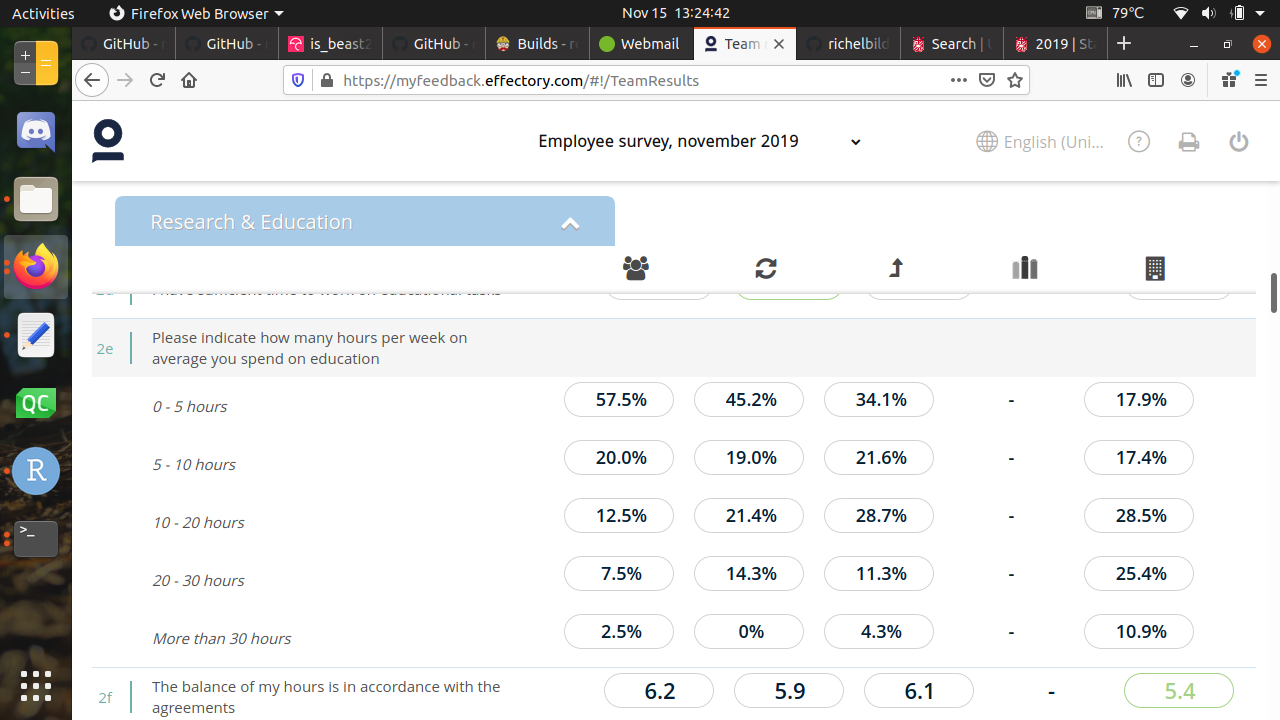 Activities Firefox Web Browser Nov 15 13:24:42 79°C
GitHub - GitHub - is_beast2 GitHub - Builds - r Webmail Team richelbild Search | U 2019 | Sta
https://myfeedback.effectory.com/#!/TeamResults
Employee survey, november 2019 English (Uni... ?
Research & Education
2e Please indicate how many hours per week on
average you spend on education
0 - 5 hours 57.5% 45.2% 34.1% - 17.9%
5 - 10 hours 20.0% 19.0% 21.6% - 17.4%
10 - 20 hours 12.5% 21.4% 28.7% - 28.5%
20 - 30 hours 7.5% 14.3% 11.3% - 25.4%
More than 30 hours 2.5% 0% 4.3% - 10.9%
2f The balance of my hours is in accordance with the
agreements 6.2 5.9 6.1 - 5.4
QC
R
>_